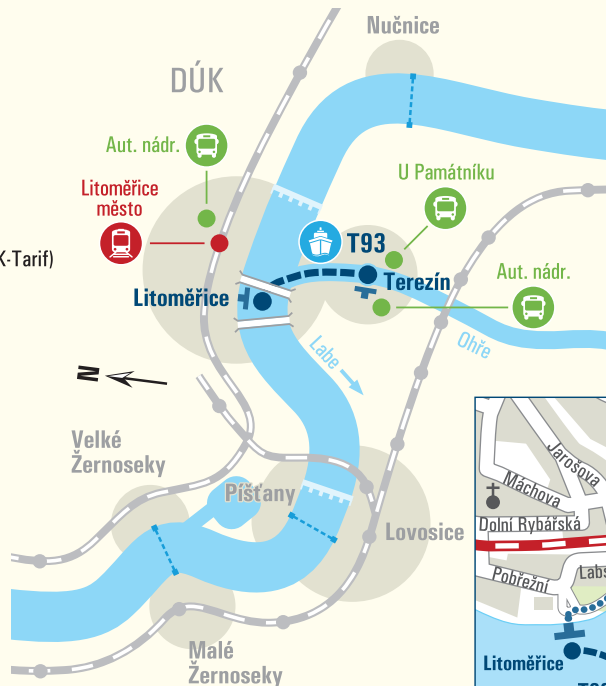 Nučnice
DÚK
Aut. nádr.
U Památníku
Litoměřice
město
K-Tarif)
T93
Terezín
Aut. nádr.
Litoměřice
Ohře
Labe
N
Velké
Žernoseky
Píšťany
Lovosice
Malé
Žernoseky
Jarošova
Máchova
Dolní Rybářská
Pobřežní
Labs
Litoměřice